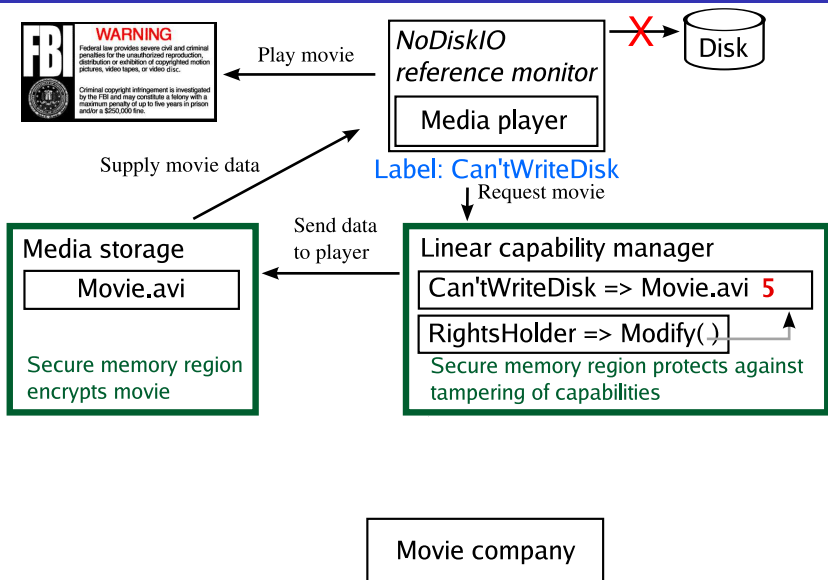 FBI
WARNING
Federal law provides severe civil and criminal
penalties for the unauthorized reproduction,
distribution or exhibition of copyrighted motion
pictures, video tapes, or video disc.
Criminal copyright infringement is investigated
by the FBI and may constitute a felony with a
maximum penalty of up to five years in prison
and/or a $250,000 fine.
Play movie
NoDiskIO
reference monitor
Media player
X
Disk
Label: Can'tWriteDisk
Supply movie data
Request movie
Send data
to player
Media storage
Movie.avi
Secure memory region
encrypts movie
Linear capability manager
Can'tWriteDisk => Movie.avi 5
RightsHolder => Modify( )
Secure memory region protects against
tampering of capabilities
Movie company